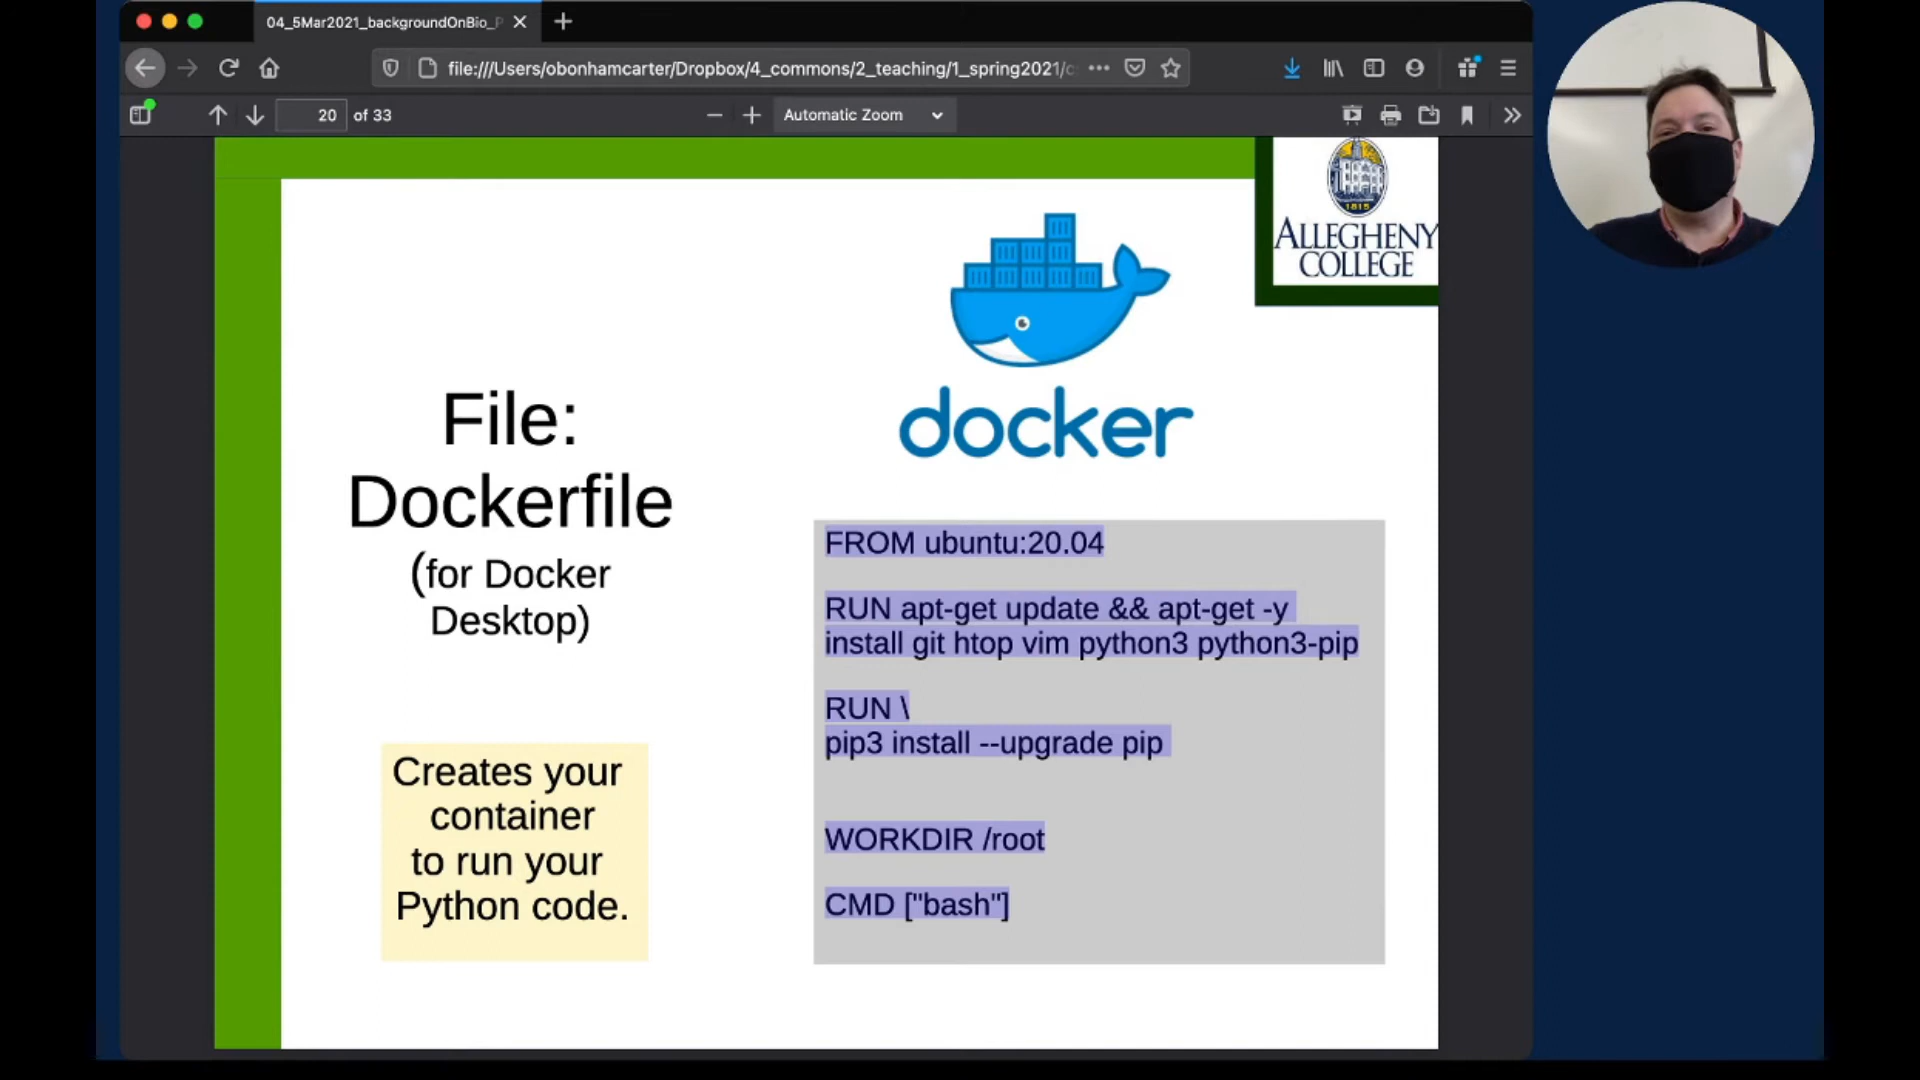 04_5Mar2021_backgroundOnBio_P
file:///Users/obonhamcarter/Dropbox/4_commons/2_teaching/1_spring2021/c
20 of 33
Automatic Zoom
1815
ALLEGHENY
COLLEGE
docker
File:
Dockerfile
(for Docker
Desktop)
Creates your
container
to run your
Python code.
FROM ubuntu:20.04
RUN apt-get update && apt-get -y
install git htop vim python3 python3-pip
RUN \
pip3 install --upgrade pip
WORKDIR /root
CMD ["bash"]